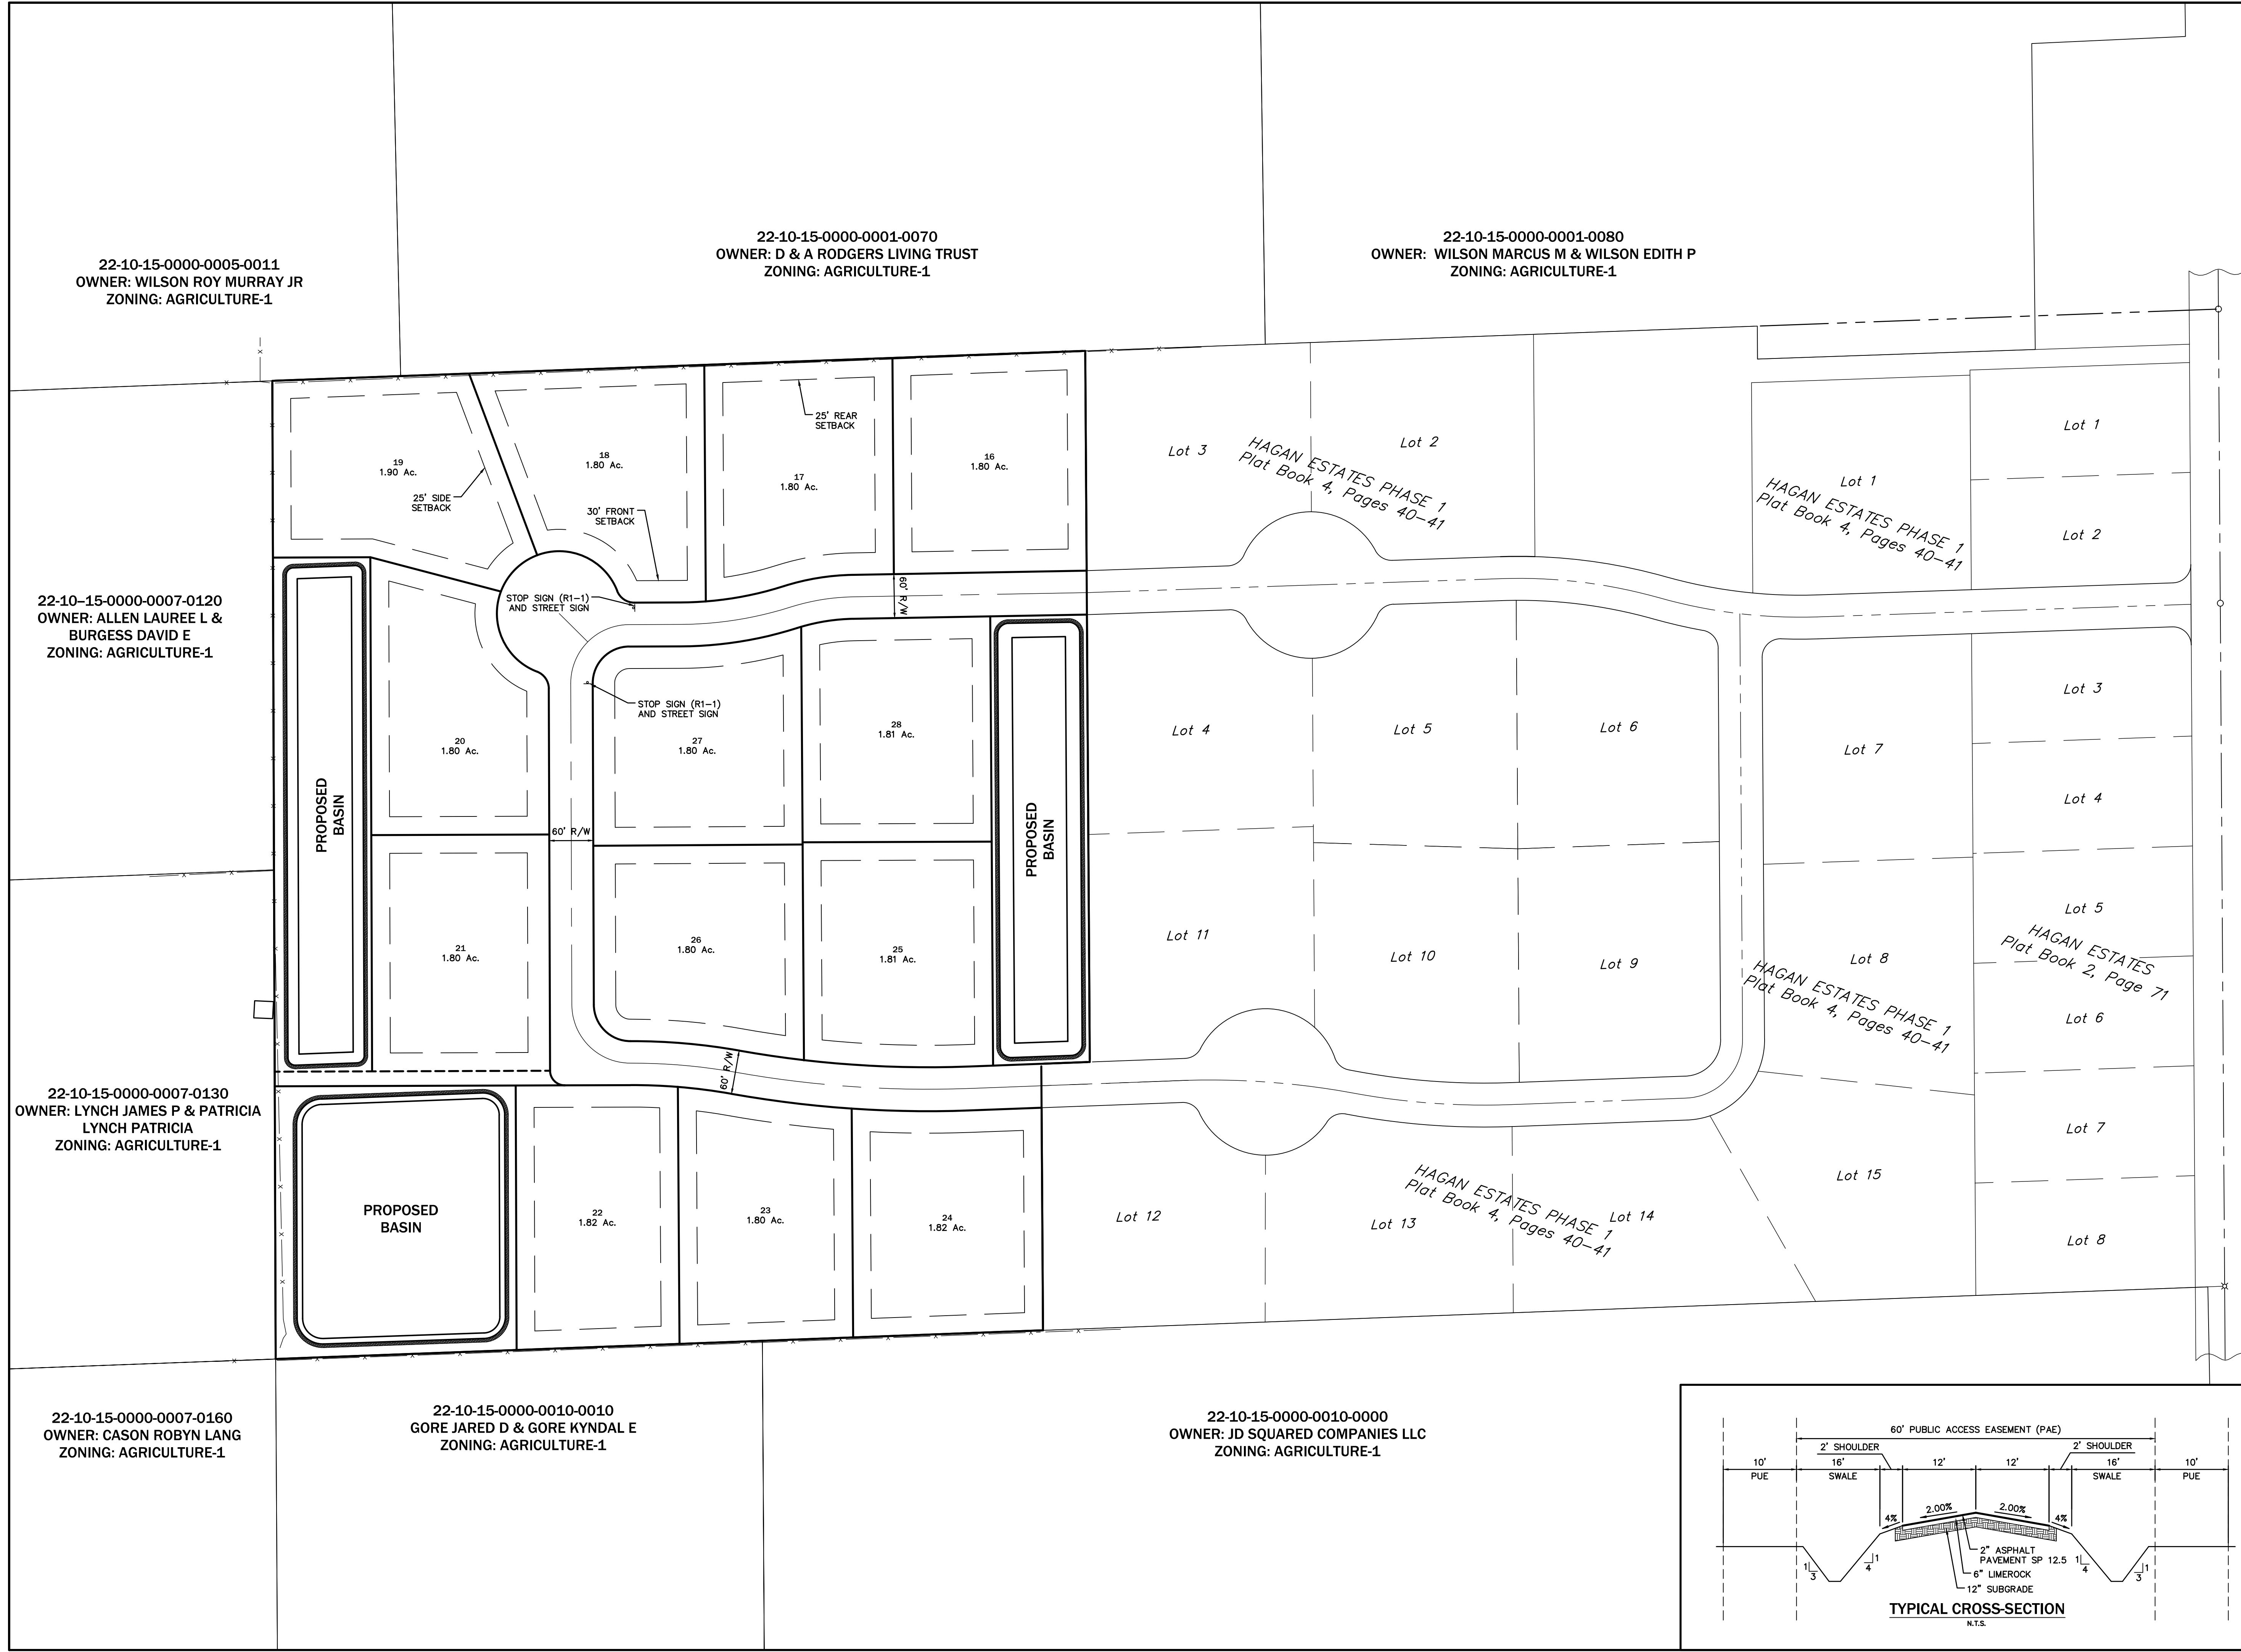 22-10-15-0000-0001-0070
OWNER: D & A RODGERS LIVING TRUST
ZONING: AGRICULTURE-1
22-10-15-0000-0001-0080
OWNER: WILSON MARCUS M & WILSON EDITH P
ZONING: AGRICULTURE-1
22-10-15-0000-0005-0011
OWNER: WILSON ROY MURRAY JR
ZONING: AGRICULTURE-1
19
1.90 Ac.
25' SIDE
SETBACK
18
1.80 Ac.
30' FRONT
SETBACK
25' REAR
SETBACK
17
1.80 Ac.
16
1.80 Ac.
Lot 3
HAGAN ESTATES PHASE 1
Plat Book 4, Pages 40-41
Lot 2
Lot 1
HAGAN ESTATES PHASE 1
Plat Book 4, Pages 40-41
Lot 1
Lot 2
22-10-15-0000-0007-0120
OWNER: ALLEN LAUREE L &
BURGESS DAVID E
ZONING: AGRICULTURE-1
STOP SIGN (R1-1)
AND STREET SIGN
60' R/W
STOP SIGN (R1-1)
AND STREET SIGN
PROPOSED
BASIN
20
1.80 Ac.
27
1.80 Ac.
28
1.81 Ac.
PROPOSED
BASIN
Lot 4
Lot 5
Lot 6
Lot 7
Lot 3
Lot 4
60' R/W
21
1.80 Ac.
26
1.80 Ac.
25
1.81 Ac.
Lot 11
Lot 10
Lot 9
Lot 8
HAGAN ESTATES PHASE 1
Plat Book 4, Pages 40-41
Lot 5
HAGAN ESTATES
Plat Book 2, Page 71
Lot 6
60' R/W
22-10-15-0000-0007-0130
OWNER: LYNCH JAMES P & PATRICIA
LYNCH PATRICIA
ZONING: AGRICULTURE-1
PROPOSED
BASIN
22
1.82 Ac.
23
1.80 Ac.
24
1.82 Ac.
Lot 12
Lot 13
HAGAN ESTATES PHASE 1
Plat Book 4, Pages 40-41
Lot 14
Lot 15
Lot 7
Lot 8
22-10-15-0000-0007-0160
OWNER: CASON ROBYN LANG
ZONING: AGRICULTURE-1
22-10-15-0000-0010-0010
GORE JARED D & GORE KYNDAL E
ZONING: AGRICULTURE-1
22-10-15-0000-0010-0000
OWNER: JD SQUARED COMPANIES LLC
ZONING: AGRICULTURE-1
60' PUBLIC ACCESS EASEMENT (PAE)
2' SHOULDER
2' SHOULDER
10' 16' 12' 12' 16' 10'
PUE SWALE SWALE PUE
4% 2.00% 2.00% 4%
1 3 1 4 1 4 1 3
2" ASPHALT
PAVEMENT SP 12.5
6" LIMEROCK
12" SUBGRADE
TYPICAL CROSS-SECTION
N.T.S.